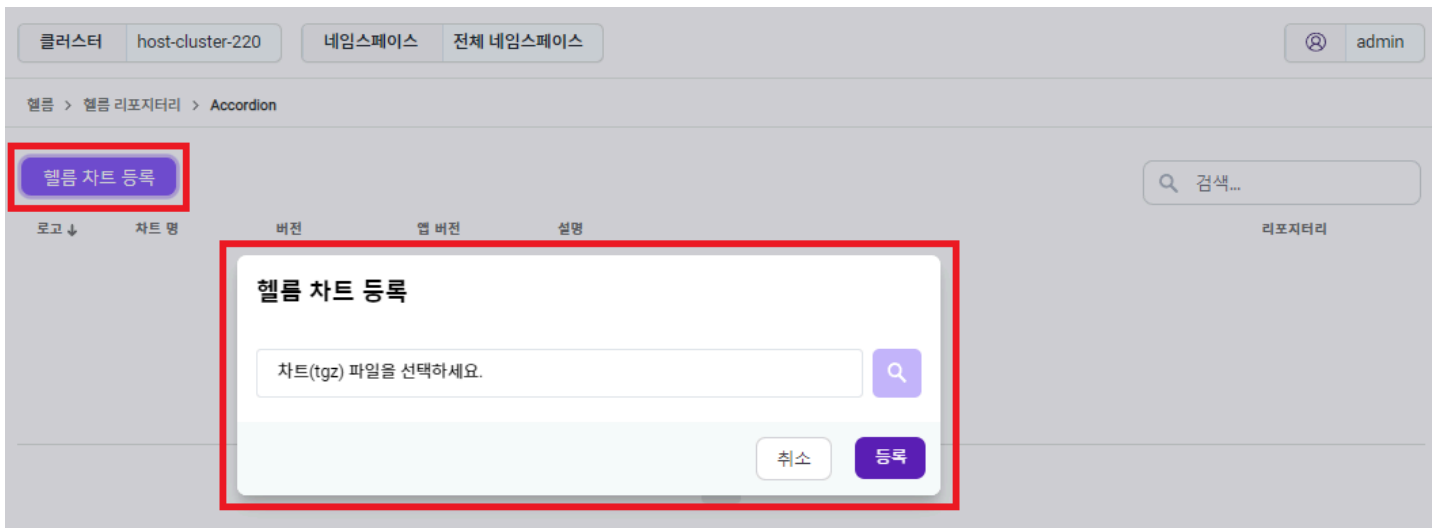 클러스터 host-cluster-220 네임스페이스 전체 네임스페이스 admin
헬름 > 헬름 리포지터리 > Accordion
헬름 차트 등록 검색...
로고 차트 명 버전 앱 버전 설명 리포지터리
헬름 차트 등록
차트(tgz) 파일을 선택하세요.
취소 등록